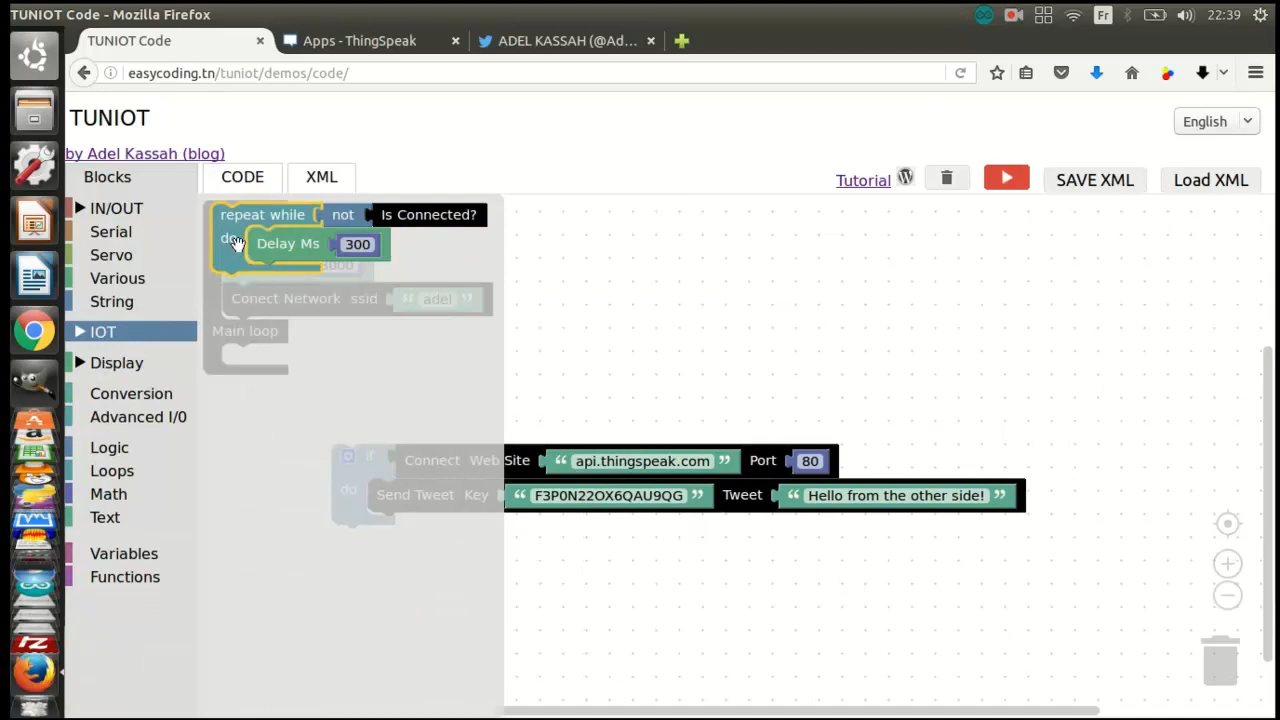 TUNIOT Code - Mozilla Firefox
Fr
22:39
TUNIOT Code
Apps - ThingSpeak
ADEL KASSAH (@Ad...
easycoding.tn/tuniot/demos/code/
TUNIOT
English
by Adel Kassah (blog)
Blocks
CODE
XML
Tutorial
SAVE XML
Load XML
IN/OUT
Serial
Servo
Various
String
IOT
Display
Conversion
Advanced I/0
Logic
Loops
Math
Text
Variables
Functions
repeat while not Is Connected?
do Delay Ms 300
Conect Network ssid “ adel ”
Main loop
if Connect Web Site “ api.thingspeak.com ” Port 80
do Send Tweet Key “ F3P0N22OX6QAU9QG ” Tweet “ Hello from the other side! ”